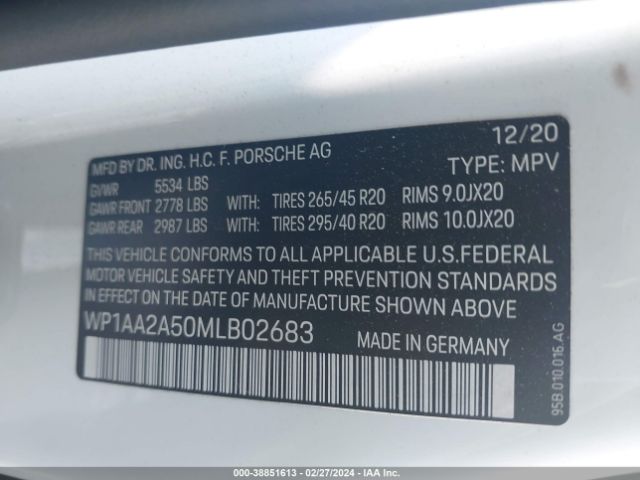 12/20
MFD BY DR. ING. H.C. F. PORSCHE AG TYPE: MPV
GVWR 5534 LBS
GAWR FRONT 2778 LBS WITH: TIRES 265/45 R20 RIMS 9.0JX20
GAWR REAR 2987 LBS WITH: TIRES 295/40 R20 RIMS 10.0JX20
THIS VEHICLE CONFORMS TO ALL APPLICABLE U.S.FEDERAL
MOTOR VEHICLE SAFETY AND THEFT PREVENTION STANDARDS
IN EFFECT ON THE DATE OF MANUFACTURE SHOWN ABOVE
WP1AA2A50MLB02683 MADE IN GERMANY
95B.010.016.AG
000-38851613 - 02/27/2024 - IAA Inc.